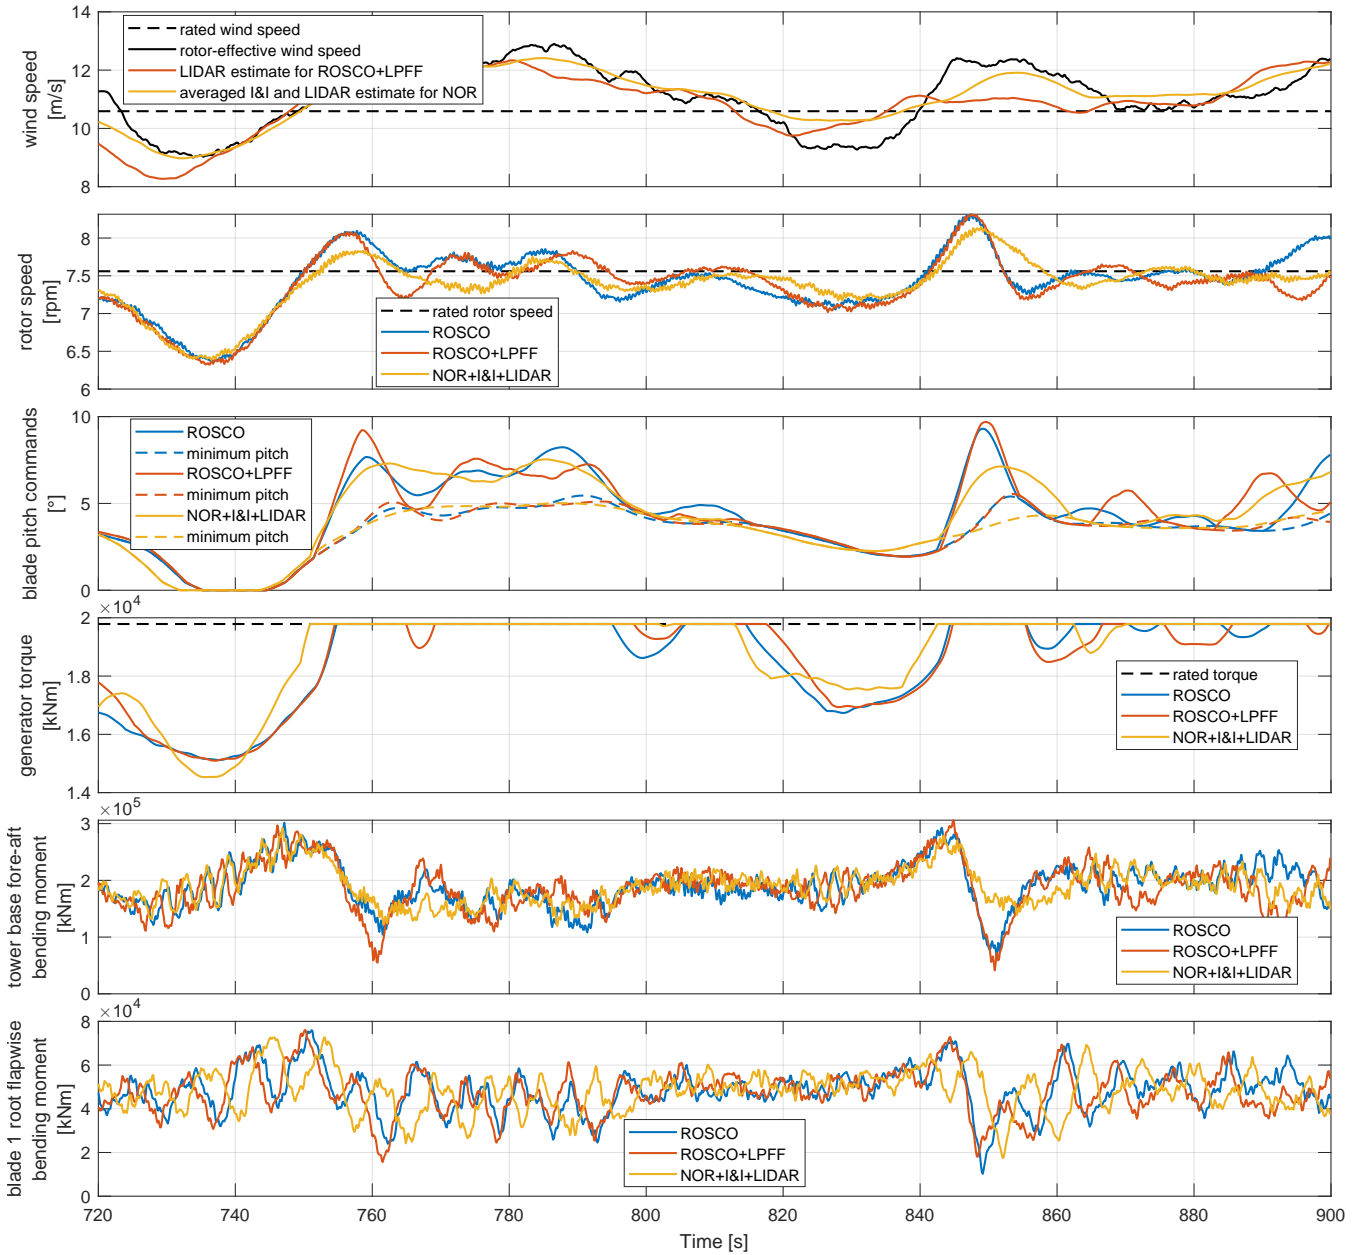 14
12
10
8
wind speed
[m/s]
rated wind speed
rotor-effective wind speed
LIDAR estimate for ROSCO+LPFF
averaged I&I and LIDAR estimate for NOR
8
7.5
7
6.5
6
rotor speed
[rpm]
rated rotor speed
ROSCO
ROSCO+LPFF
NOR+I&I+LIDAR
10
5
0
blade pitch commands
[°]
ROSCO
minimum pitch
ROSCO+LPFF
minimum pitch
NOR+I&I+LIDAR
minimum pitch
×10⁴
2
1.8
1.6
1.4
generator torque
[kNm]
rated torque
ROSCO
ROSCO+LPFF
NOR+I&I+LIDAR
×10⁵
3
2
1
0
tower base fore-aft
bending moment
[kNm]
ROSCO
ROSCO+LPFF
NOR+I&I+LIDAR
×10⁴
8
6
4
2
0
blade 1 root flapwise
bending moment
[kNm]
ROSCO
ROSCO+LPFF
NOR+I&I+LIDAR
720 740 760 780 800 820 840 860 880 900
Time [s]